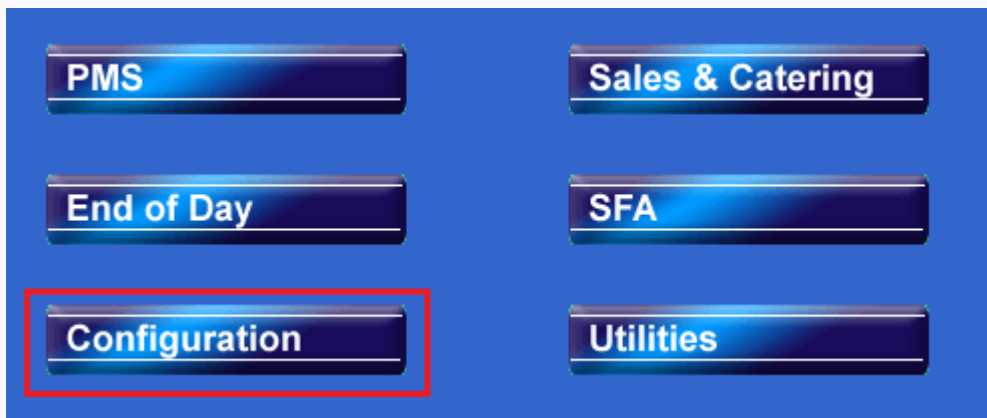 PMS
Sales & Catering
End of Day
SFA
Configuration
Utilities